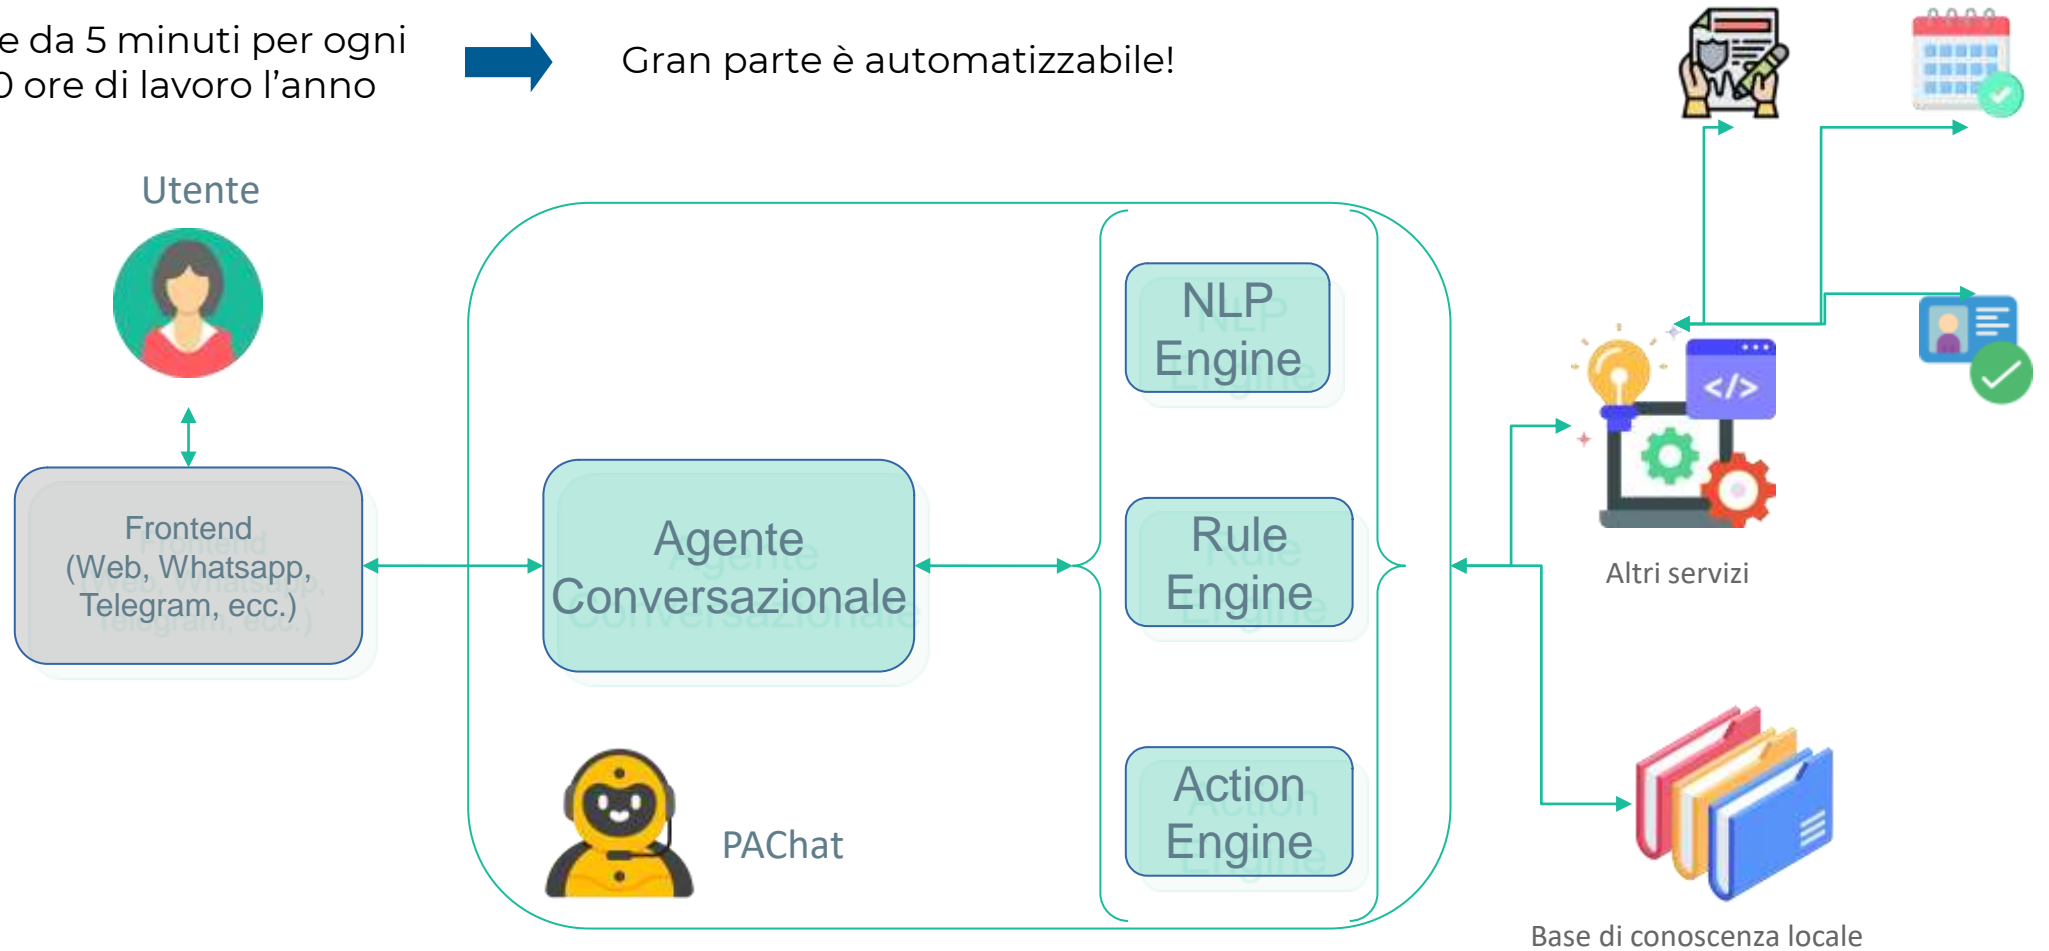 e da 5 minuti per ogni
0 ore di lavoro l'anno
Gran parte è automatizzabile!
Utente
Frontend
(Web, Whatsapp,
Telegram, ecc.)
Agente
Conversazionale
PAChat
NLP
Engine
Rule
Engine
Action
Engine
</>
Altri servizi
Base di conoscenza locale